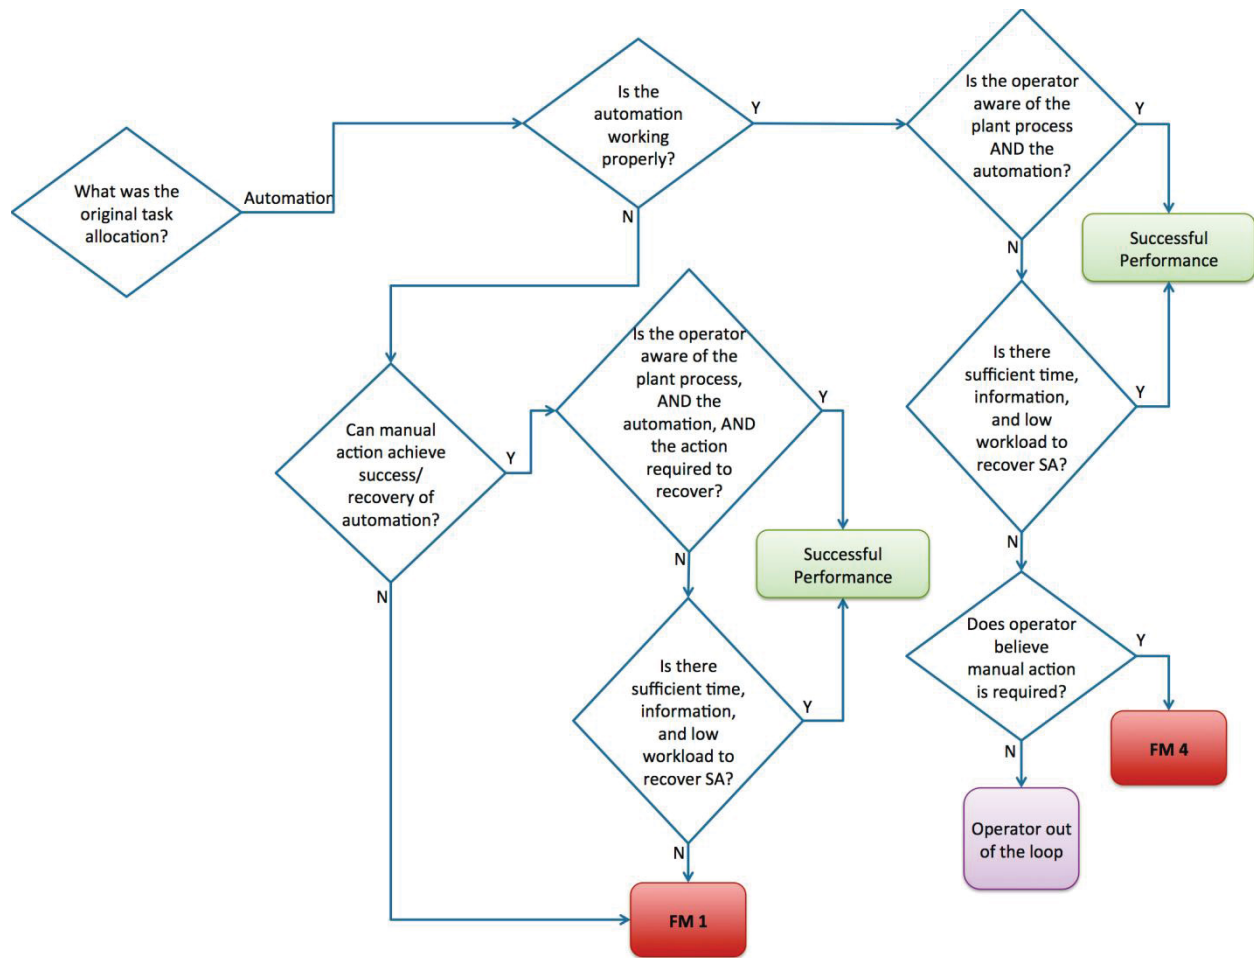 What was the
original task
allocation?
Automation
Is the
automation
working
properly?
Y
N
Is the operator
aware of the
plant process
AND the
automation?
Y
N
Successful
Performance
Is there
sufficient time,
information,
and low
workload to
recover SA?
Y
N
Does operator
believe
manual action
is required?
Y
N
FM 4
Operator out
of the loop
Can manual
action achieve
success/
recovery of
automation?
Y
N
Is the operator
aware of the
plant process,
AND the
automation, AND
the action
required to
recover?
Y
N
Successful
Performance
Is there
sufficient time,
information,
and low
workload to
recover SA?
Y
N
FM 1